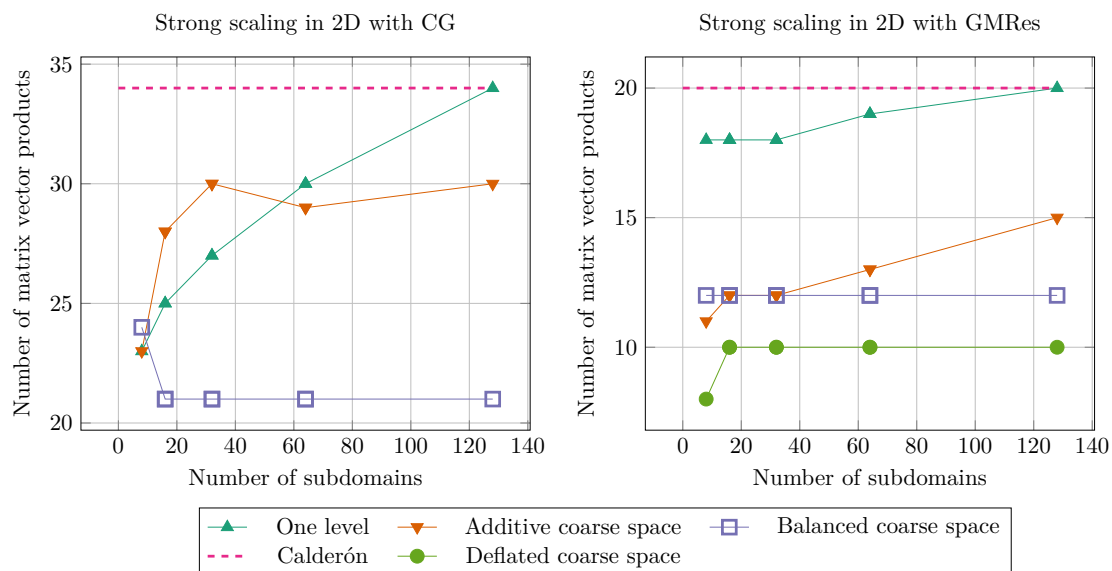 Strong scaling in 2D with CG
35
30
25
20
Number of matrix vector products
0 20 40 60 80 100 120 140
Number of subdomains
Strong scaling in 2D with GMRes
20
15
10
Number of matrix vector products
0 20 40 60 80 100 120 140
Number of subdomains
One level Additive coarse space Balanced coarse space
Calderón Deflated coarse space